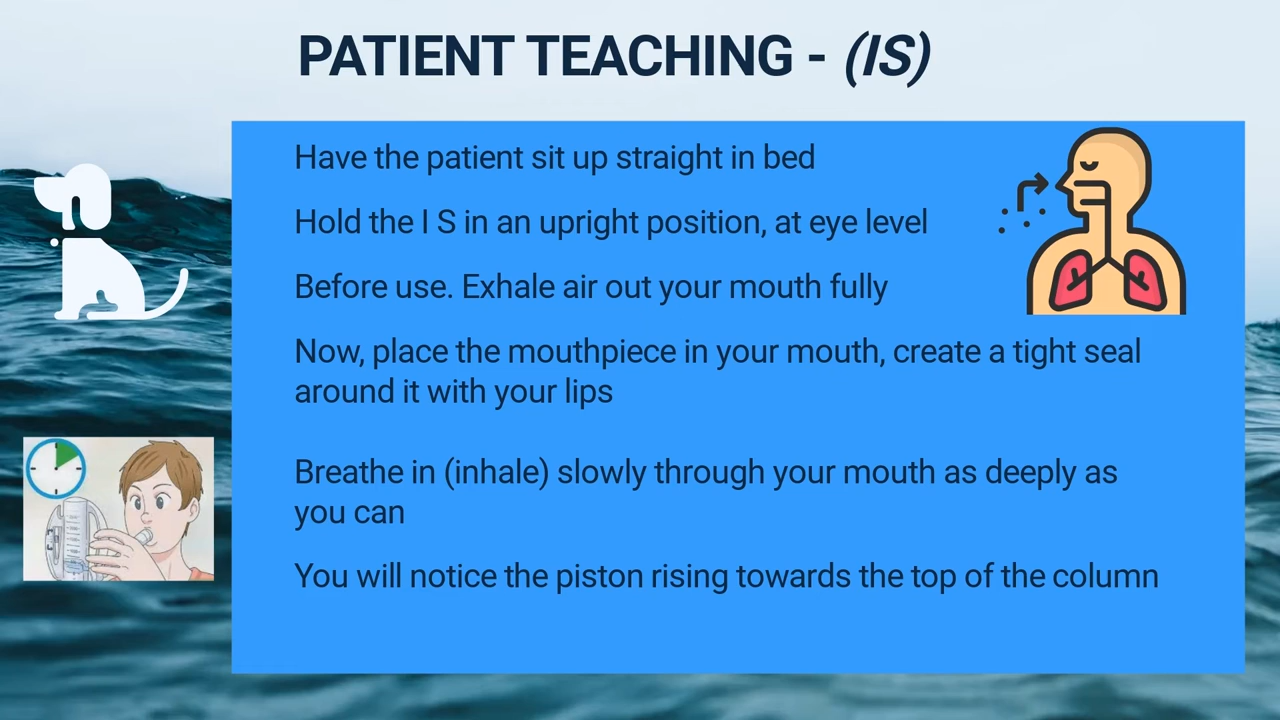 PATIENT TEACHING - (IS)
Have the patient sit up straight in bed
Hold the I S in an upright position, at eye level
Before use. Exhale air out your mouth fully
Now, place the mouthpiece in your mouth, create a tight seal
around it with your lips
Breathe in (inhale) slowly through your mouth as deeply as
you can
You will notice the piston rising towards the top of the column